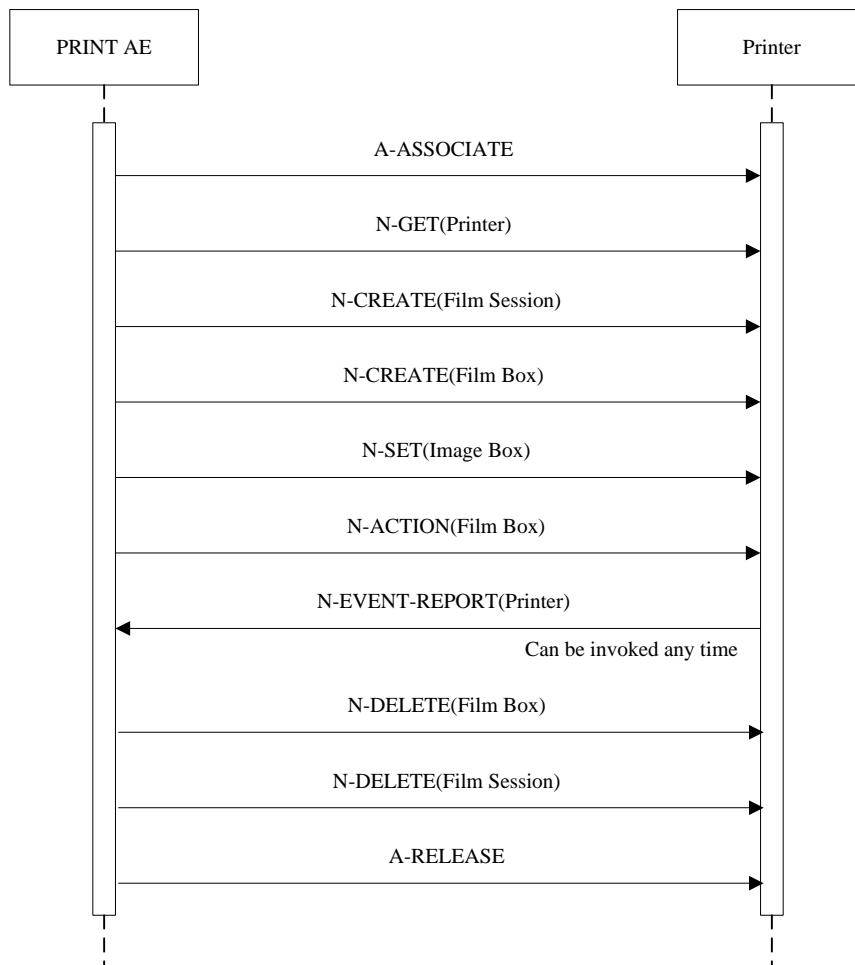 PRINT AE
Printer
A-ASSOCIATE
N-GET(Printer)
N-CREATE(Film Session)
N-CREATE(Film Box)
N-SET(Image Box)
N-ACTION(Film Box)
N-EVENT-REPORT(Printer)
Can be invoked any time
N-DELETE(Film Box)
N-DELETE(Film Session)
A-RELEASE